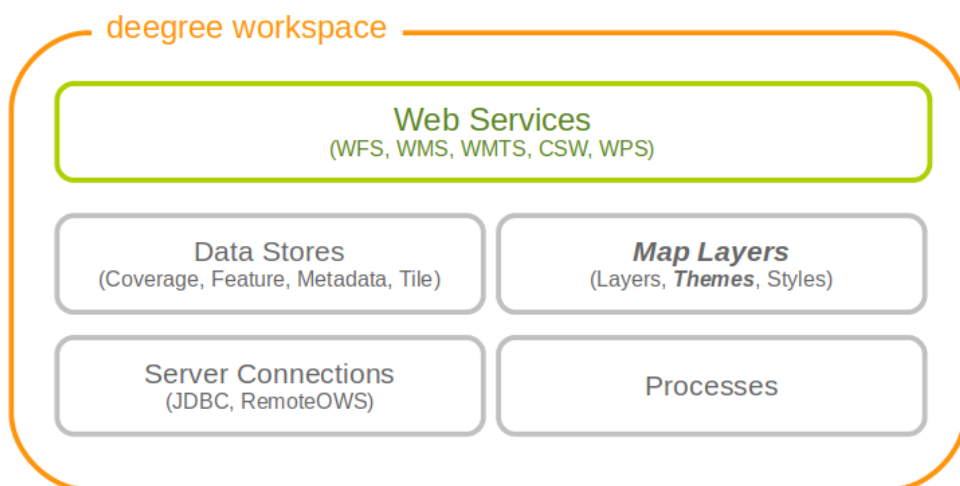 deegree workspace
Web Services
(WFS, WMS, WMTS, CSW, WPS)
Data Stores
(Coverage, Feature, Metadata, Tile)
Map Layers
(Layers, Themes, Styles)
Server Connections
(JDBC, RemoteOWS)
Processes